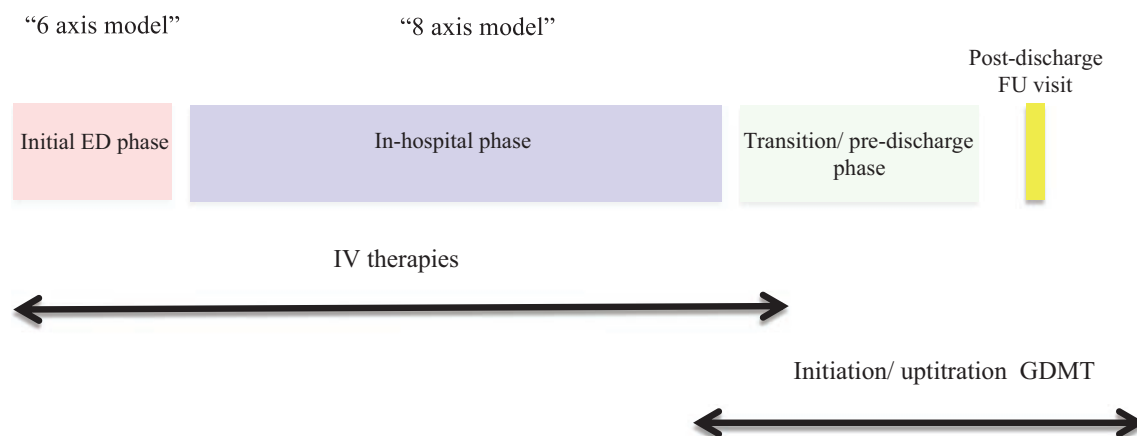 “6 axis model”
“8 axis model”
Post-discharge
FU visit
Initial ED phase
In-hospital phase
Transition/ pre-discharge
phase
IV therapies
Initiation/ uptitration GDMT